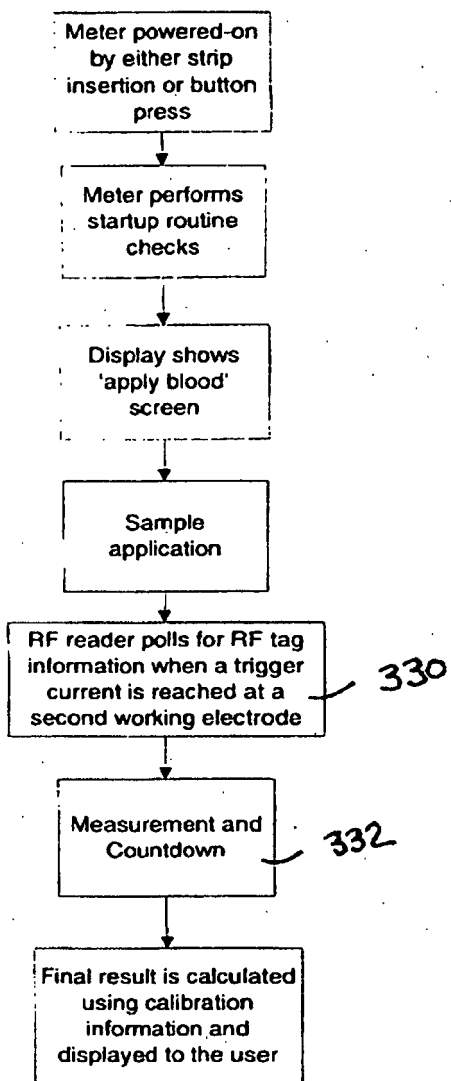 Meter powered-on
by either strip
insertion or button
press
Meter performs
startup routine
checks
Display shows
'apply blood'
screen
Sample
application
RF reader polls for RF tag
information when a trigger
current is reached at a
second working electrode
330
Measurement and
Countdown
332
Final result is calculated
using calibration
information and
displayed to the user